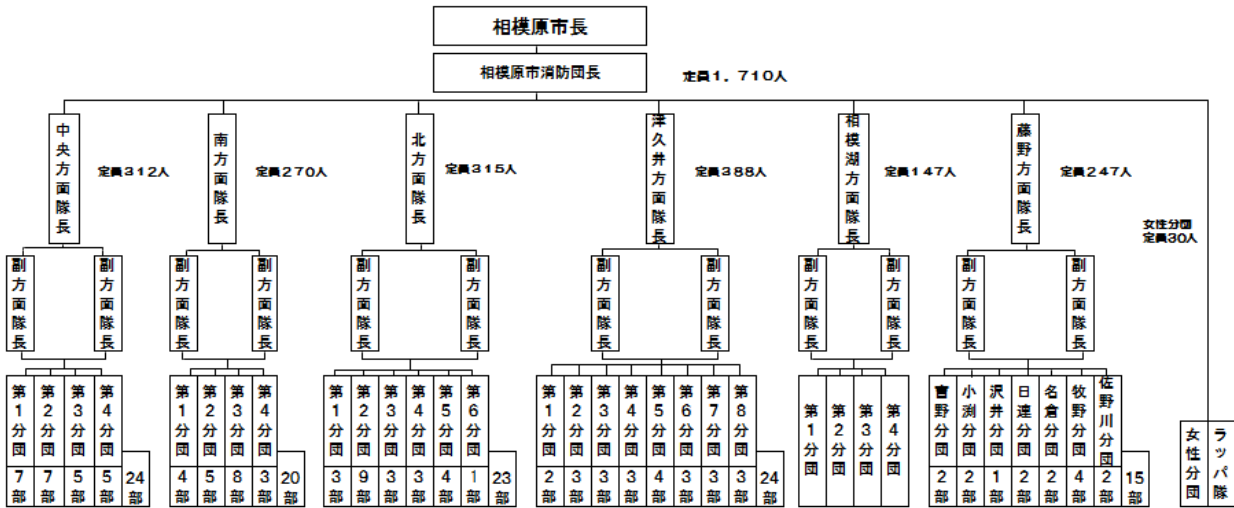 相模原市長
相模原市消防団長
定員1,710人
中央方面隊長
定員312人
南方面隊長
定員270人
北方面隊長
定員315人
津久井方面隊長
定員388人
相模湖方面隊長
定員147人
藤野方面隊長
定員247人
女性分団
定員30人
副方面隊長
副方面隊長
副方面隊長
副方面隊長
副方面隊長
副方面隊長
副方面隊長
副方面隊長
副方面隊長
副方面隊長
副方面隊長
副方面隊長
第1分団
7部
第2分団
7部
第3分団
5部
第4分団
5部
24部
第1分団
4部
第2分団
5部
第3分団
8部
第4分団
3部
20部
第1分団
3部
第2分団
9部
第3分団
3部
第4分団
3部
第5分団
4部
第6分団
1部
23部
第1分団
2部
第2分団
3部
第3分団
3部
第4分団
3部
第5分団
4部
第6分団
3部
第7分団
3部
第8分団
3部
24部
第1分団
第2分団
第3分団
第4分団
吉野分団
2部
小渕分団
2部
沢井分団
1部
日連分団
2部
名倉分団
2部
牧野分団
4部
佐野川分団
2部
15部
女性分団
ラッパ隊